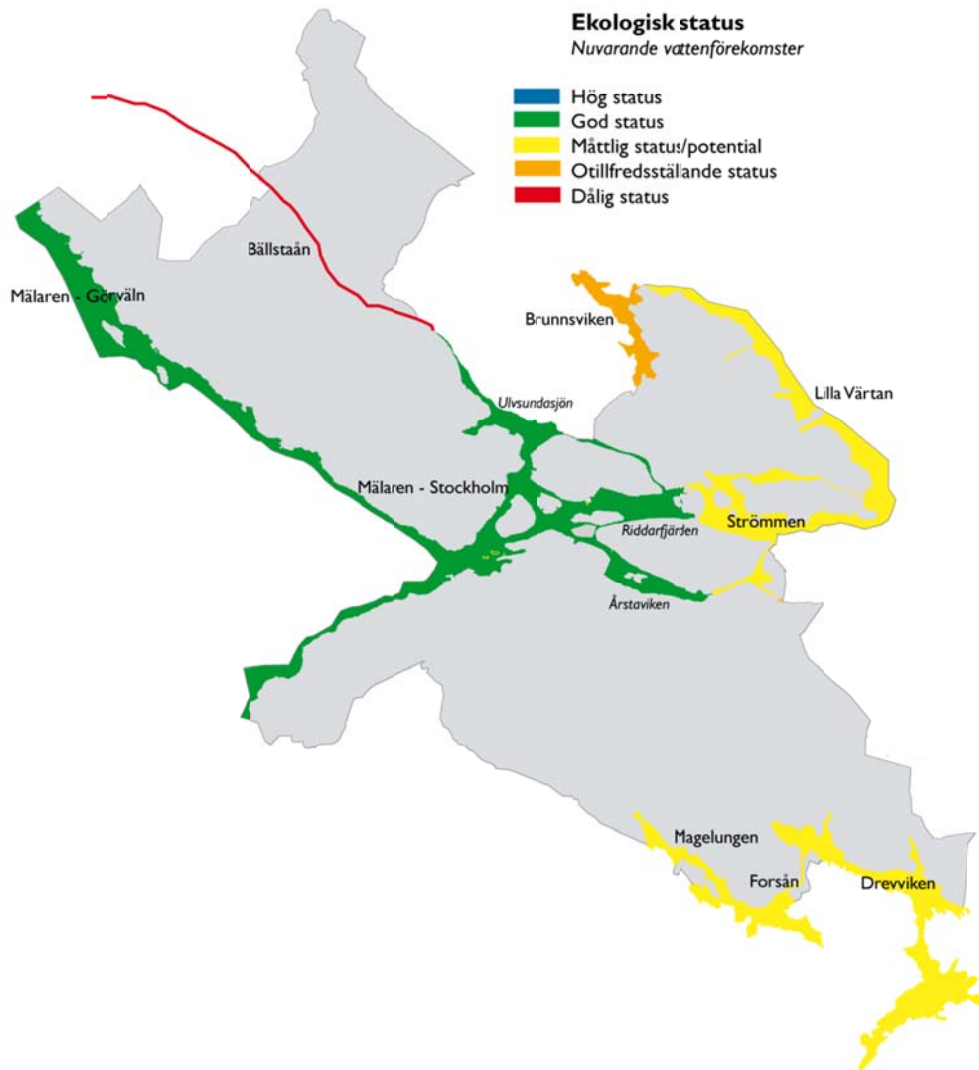 Ekologisk status
Nuvarande vattenförekomster
Hög status
God status
Måttlig status/potential
Otillfredsställande status
Dålig status
Bällstaån
Mälaren - Görväln
Brunnsviken
Lilla Värtan
Ulvsundasjön
Mälaren - Stockholm
Riddarfjärden
Strömmen
Årstaviken
Magelungen
Forsån
Drevviken